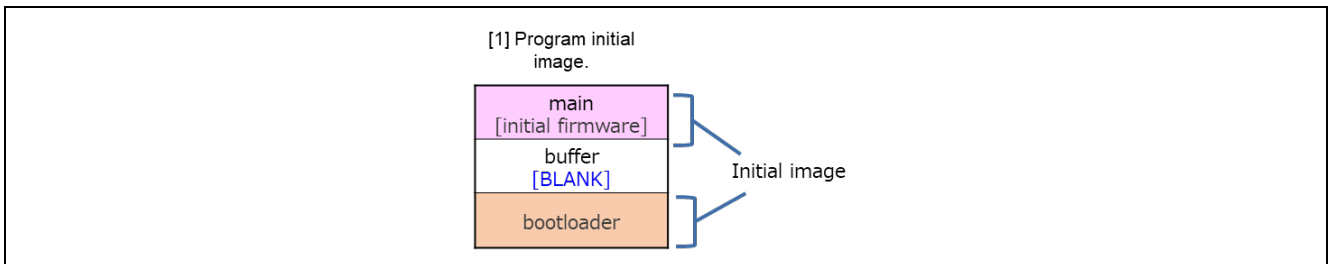 [1] Program initial
image.
main
[initial firmware]
buffer
[BLANK]
Initial image
bootloader